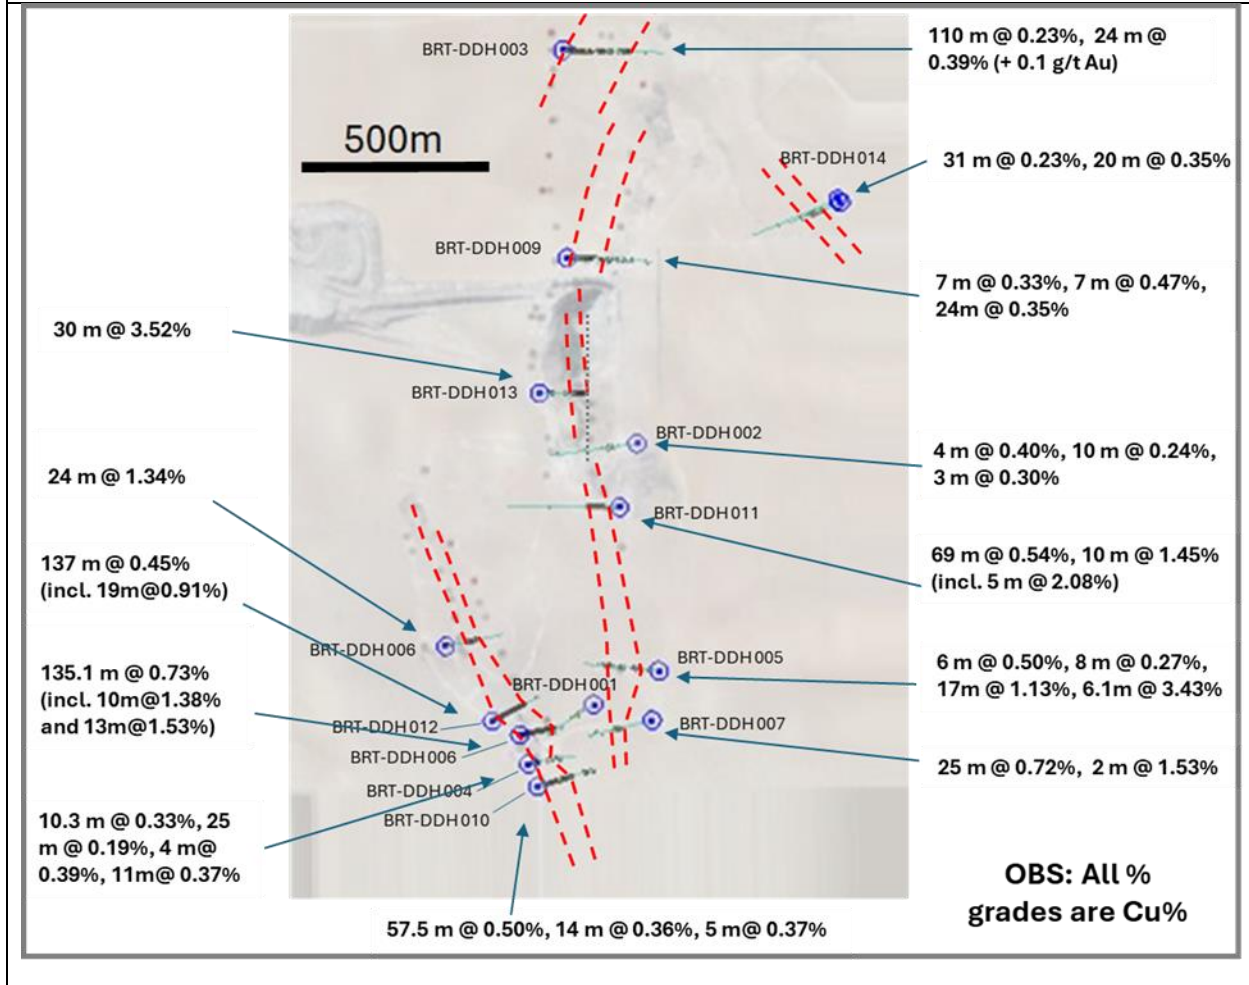 BRT-DDH003
110 m @ 0.23%, 24 m @
0.39% (+ 0.1 g/t Au)
500m
BRT-DDH014
31 m @ 0.23%, 20 m @ 0.35%
BRT-DDH009
7 m @ 0.33%, 7 m @ 0.47%,
24m @ 0.35%
30 m @ 3.52%
BRT-DDH013
BRT-DDH002
4 m @ 0.40%, 10 m @ 0.24%,
3 m @ 0.30%
24 m @ 1.34%
BRT-DDH011
69 m @ 0.54%, 10 m @ 1.45%
(incl. 5 m @ 2.08%)
137 m @ 0.45%
(incl. 19m@0.91%)
BRT-DDH006
BRT-DDH005
6 m @ 0.50%, 8 m @ 0.27%,
17m @ 1.13%, 6.1m @ 3.43%
135.1 m @ 0.73%
(incl. 10m@1.38%
and 13m@1.53%)
BRT-DDH001
BRT-DDH012
BRT-DDH007
BRT-DDH006
25 m @ 0.72%, 2 m @ 1.53%
BRT-DDH004
BRT-DDH010
10.3 m @ 0.33%, 25
m @ 0.19%, 4 m@
0.39%, 11m@ 0.37%
57.5 m @ 0.50%, 14 m @ 0.36%, 5 m@ 0.37%
OBS: All %
grades are Cu%